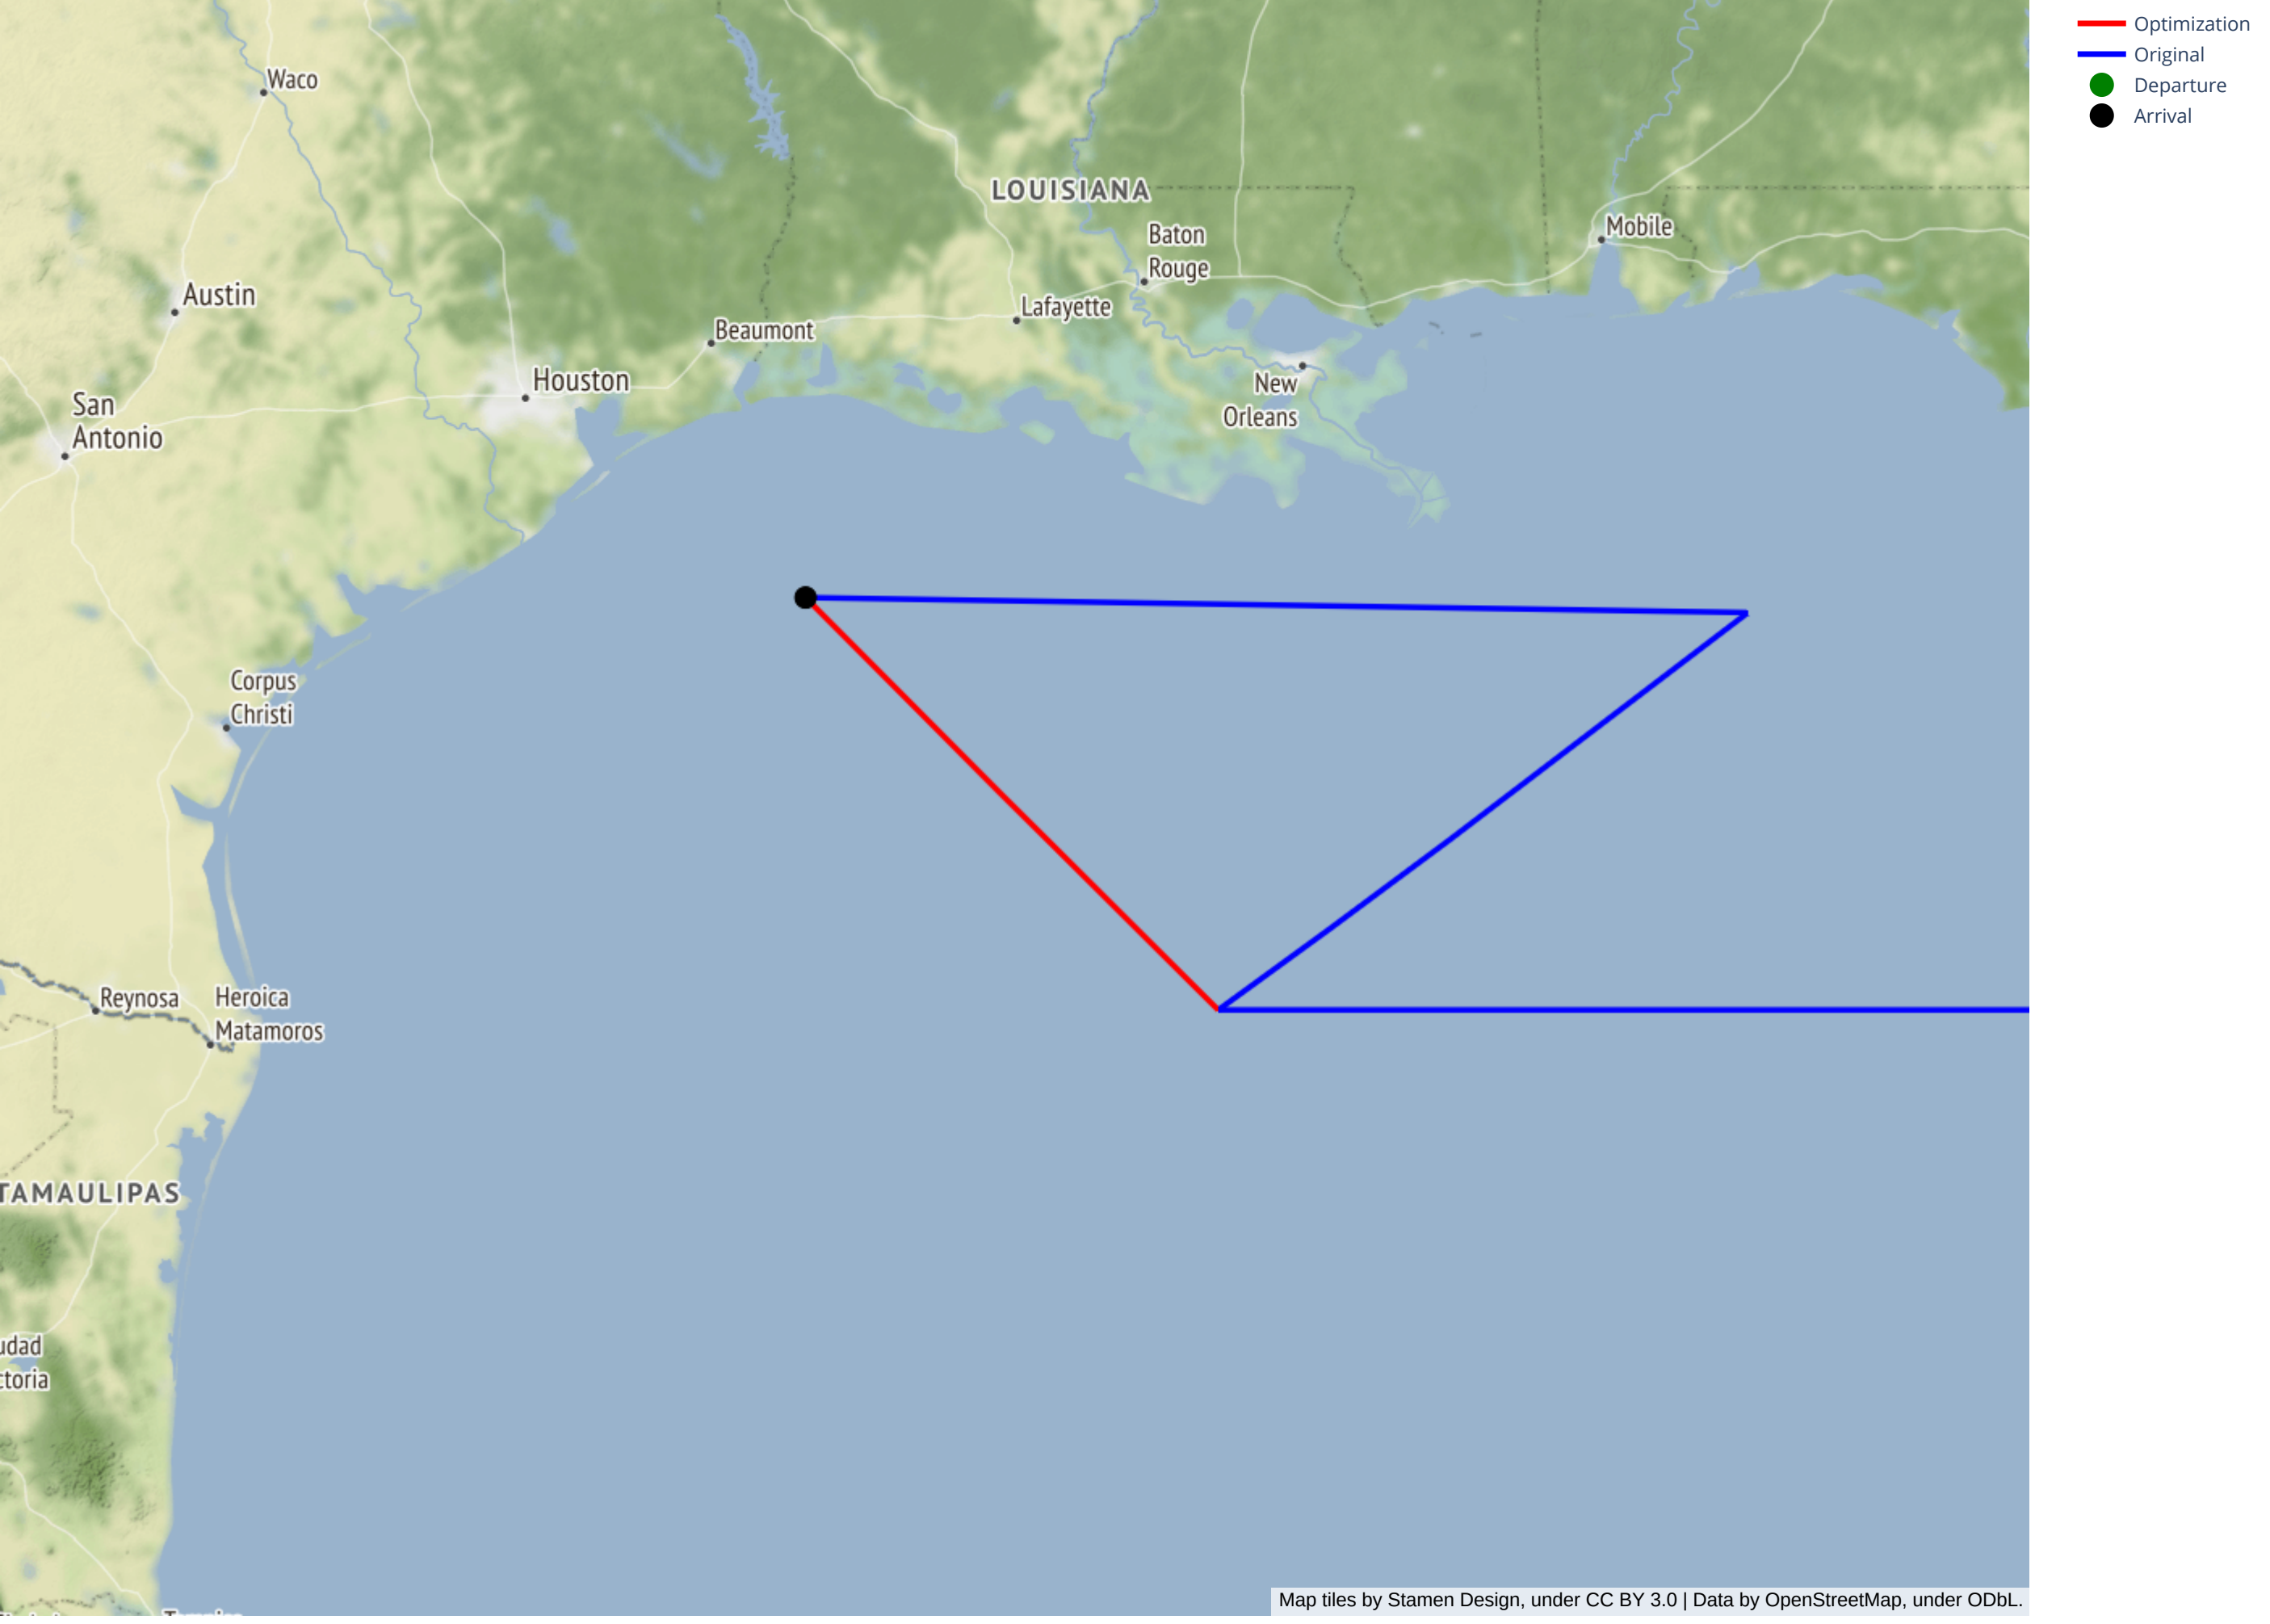 Optimization
Original
Departure
Arrival
Waco
LOUISIANA
Mobile
Baton
Rouge
Austin
Lafayette
Beaumont
Houston
New
Orleans
San
Antonio
Corpus
Christi
Reynosa
Heroica
Matamoros
TAMAULIPAS
udad
ctoria
Map tiles by Stamen Design, under CC BY 3.0 | Data by OpenStreetMap, under ODbL.